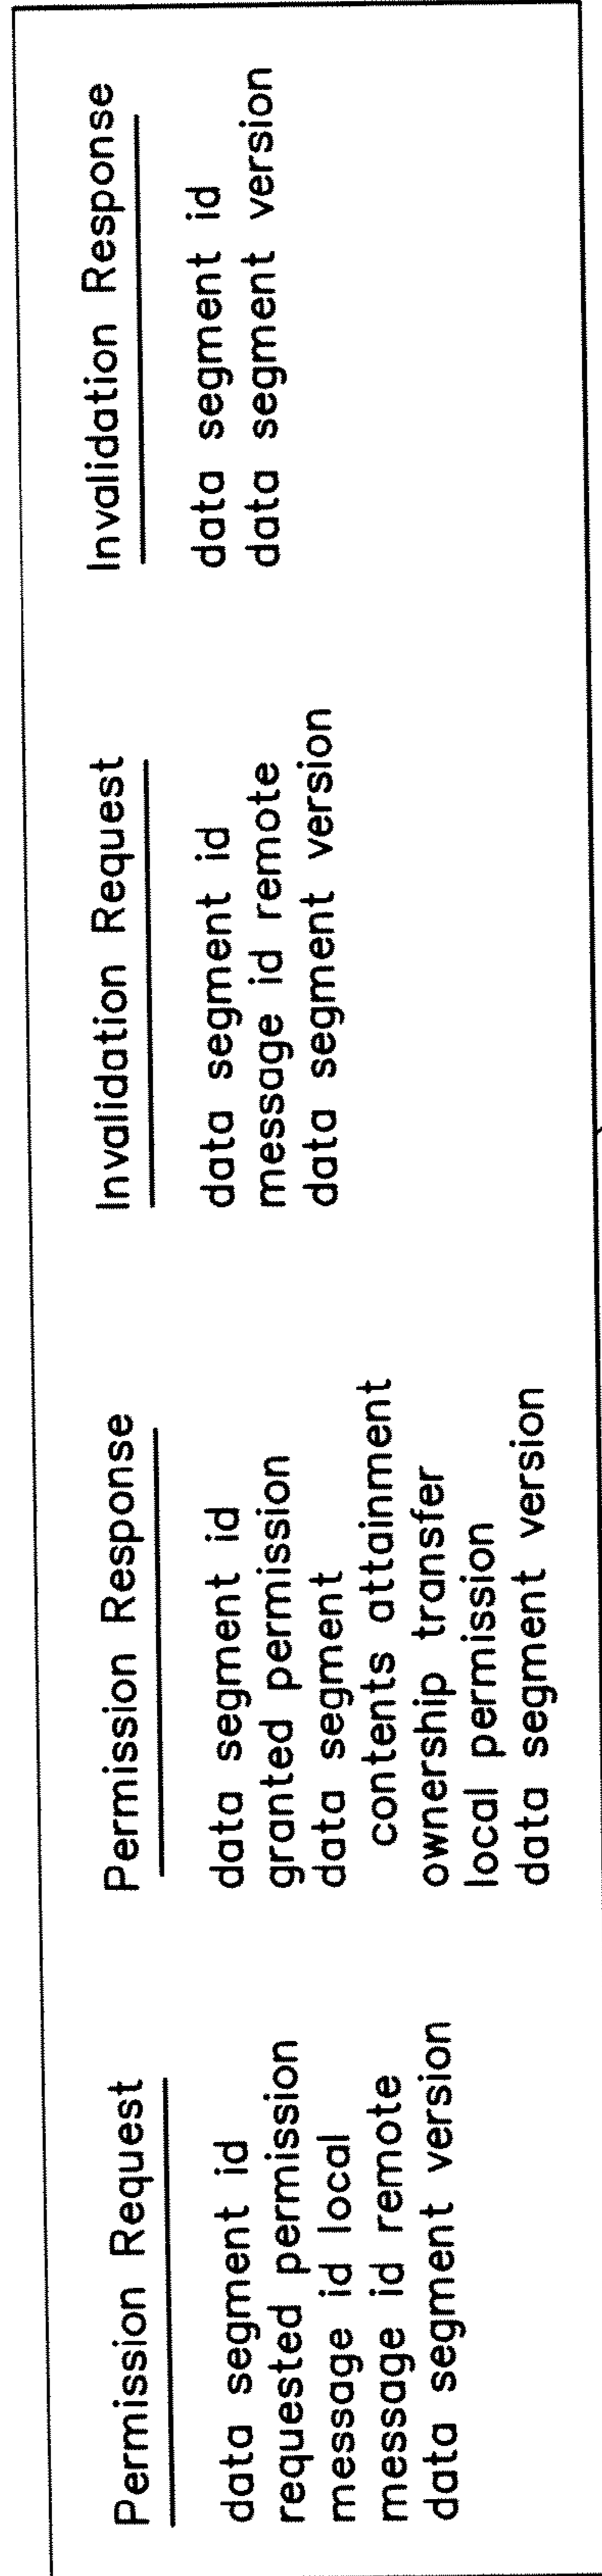 Permission Request
data segment id
requested permission
message id local
message id remote
data segment version
Permission Response
data segment id
granted permission
data segment
contents attainment
ownership transfer
local permission
data segment version
Invalidation Request
data segment id
message id remote
data segment version
Invalidation Response
data segment id
data segment version